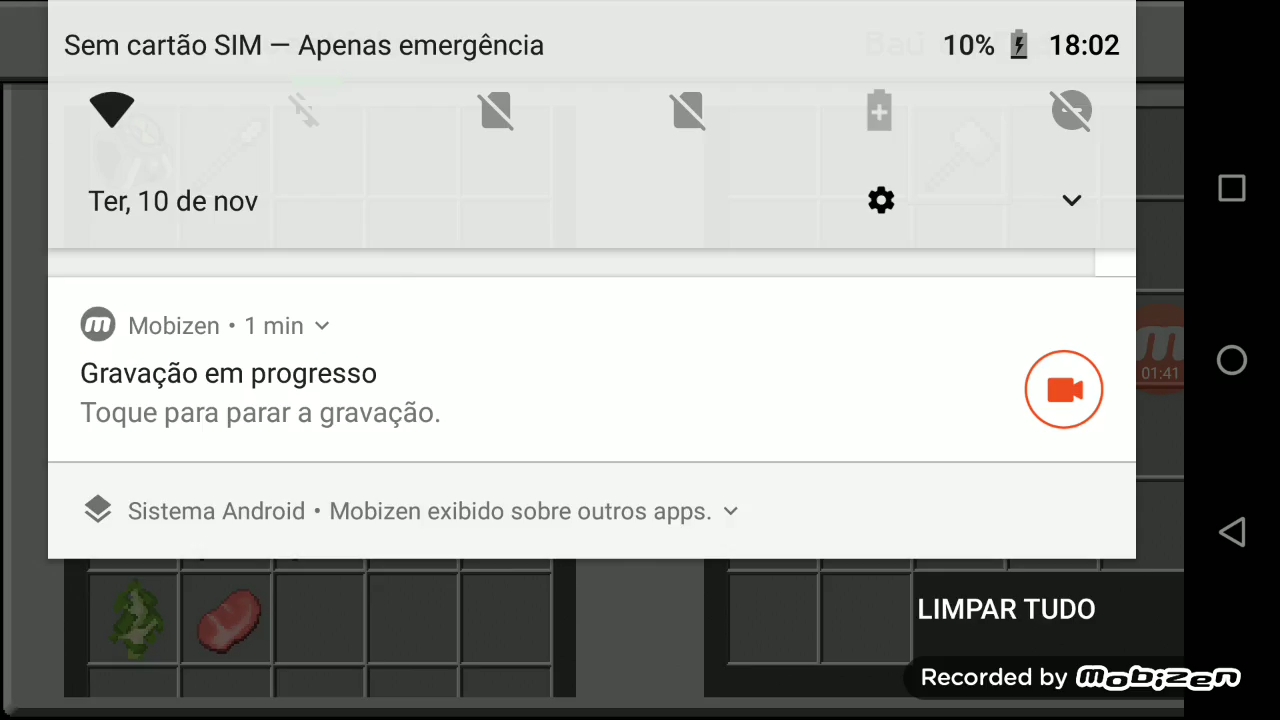 Sem cartão SIM — Apenas emergência
10% 18:02
Ter, 10 de nov
Mobizen • 1 min
Gravação em progresso
Toque para parar a gravação.
01:41
Sistema Android • Mobizen exibido sobre outros apps.
LIMPAR TUDO
Recorded by mobizen